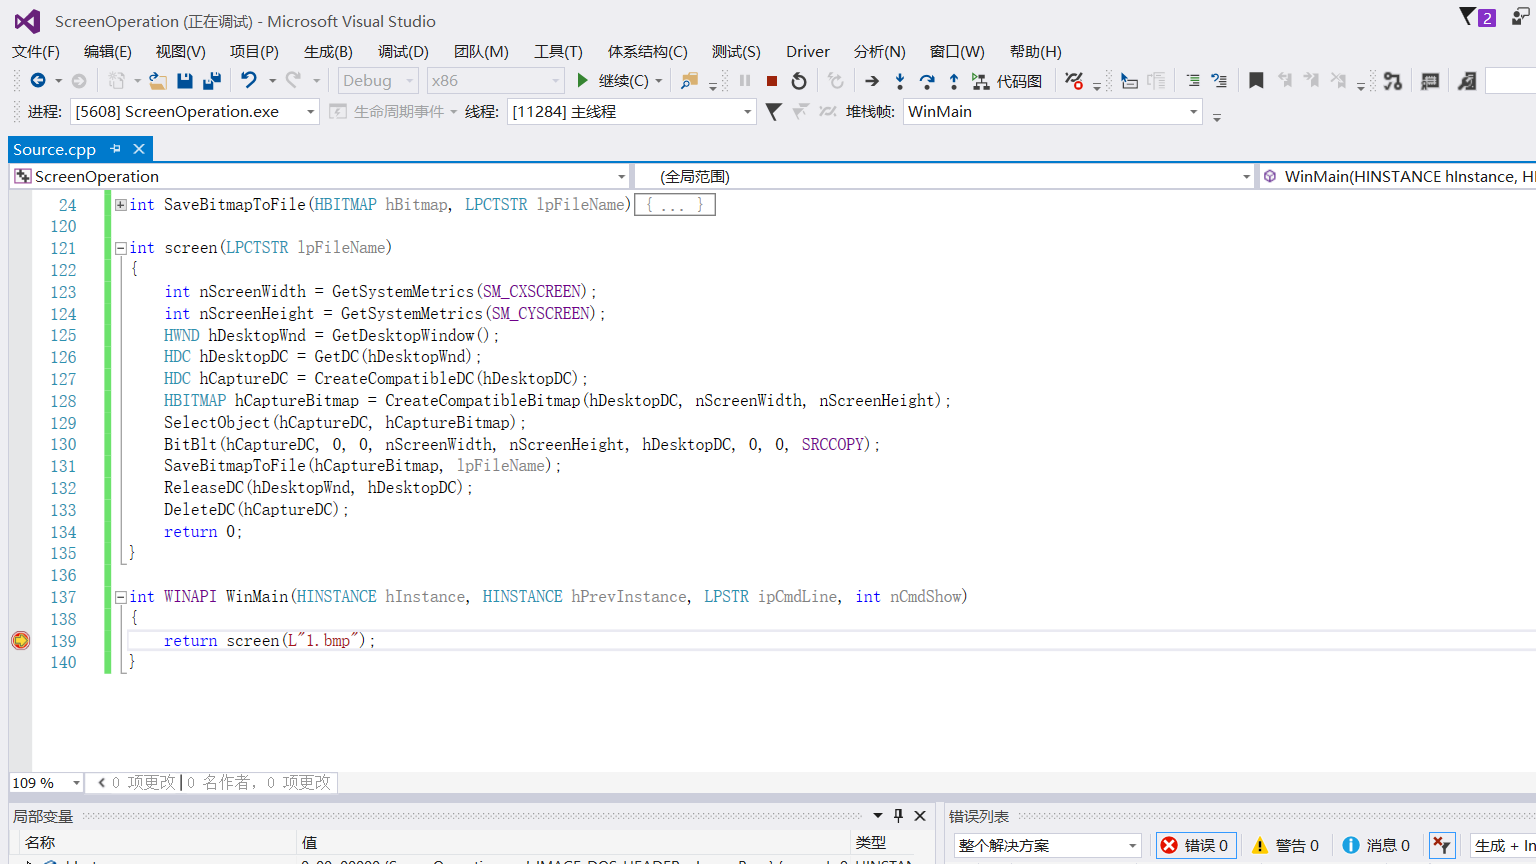 ScreenOperation (正在调试) - Microsoft Visual Studio
2
文件(F) 编辑(E) 视图(V) 项目(P) 生成(B) 调试(D) 团队(M) 工具(T) 体系结构(C) 测试(S) Driver 分析(N) 窗口(W) 帮助(H)
Debug x86 继续(C) 代码图
进程: [5608] ScreenOperation.exe 生命周期事件 线程: [11284] 主线程 堆栈帧: WinMain
Source.cpp
ScreenOperation (全局范围) WinMain(HINSTANCE hInstance, HI
24 int SaveBitmapToFile(HBITMAP hBitmap, LPCTSTR lpFileName){ ... }
120
121 int screen(LPCTSTR lpFileName)
122 {
123 int nScreenWidth = GetSystemMetrics(SM_CXSCREEN);
124 int nScreenHeight = GetSystemMetrics(SM_CYSCREEN);
125 HWND hDesktopWnd = GetDesktopWindow();
126 HDC hDesktopDC = GetDC(hDesktopWnd);
127 HDC hCaptureDC = CreateCompatibleDC(hDesktopDC);
128 HBITMAP hCaptureBitmap = CreateCompatibleBitmap(hDesktopDC, nScreenWidth, nScreenHeight);
129 SelectObject(hCaptureDC, hCaptureBitmap);
130 BitBlt(hCaptureDC, 0, 0, nScreenWidth, nScreenHeight, hDesktopDC, 0, 0, SRCCOPY);
131 SaveBitmapToFile(hCaptureBitmap, lpFileName);
132 ReleaseDC(hDesktopWnd, hDesktopDC);
133 DeleteDC(hCaptureDC);
134 return 0;
135 }
136
137 int WINAPI WinMain(HINSTANCE hInstance, HINSTANCE hPrevInstance, LPSTR ipCmdLine, int nCmdShow)
138 {
139 return screen(L"1.bmp");
140 }
109 % 0 项更改 | 0 名作者, 0 项更改
局部变量 错误列表
名称 值 类型
整个解决方案 错误 0 警告 0 消息 0 生成 + In